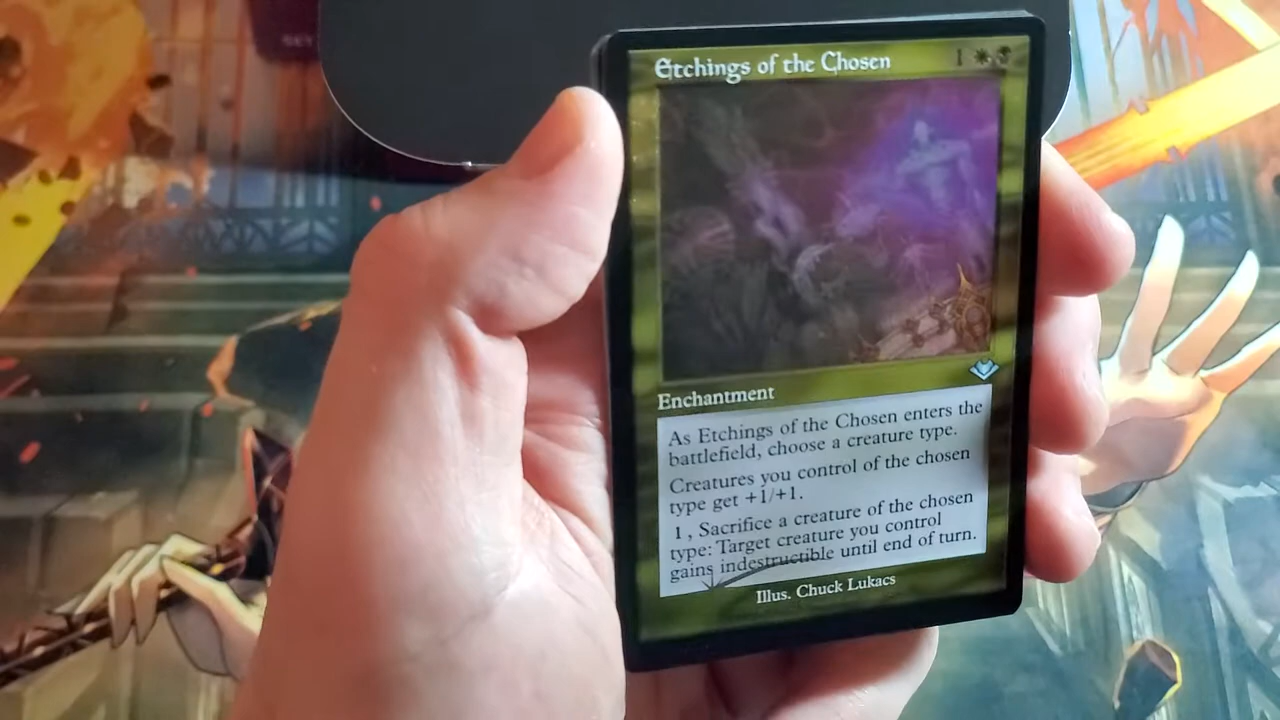 Etchings of the Chosen 1
Enchantment
As Etchings of the Chosen enters the
battlefield, choose a creature type.
Creatures you control of the chosen
type get +1/+1.
1, Sacrifice a creature of the chosen
type: Target creature you control
gains indestructible until end of turn.
Illus. Chuck Lukacs